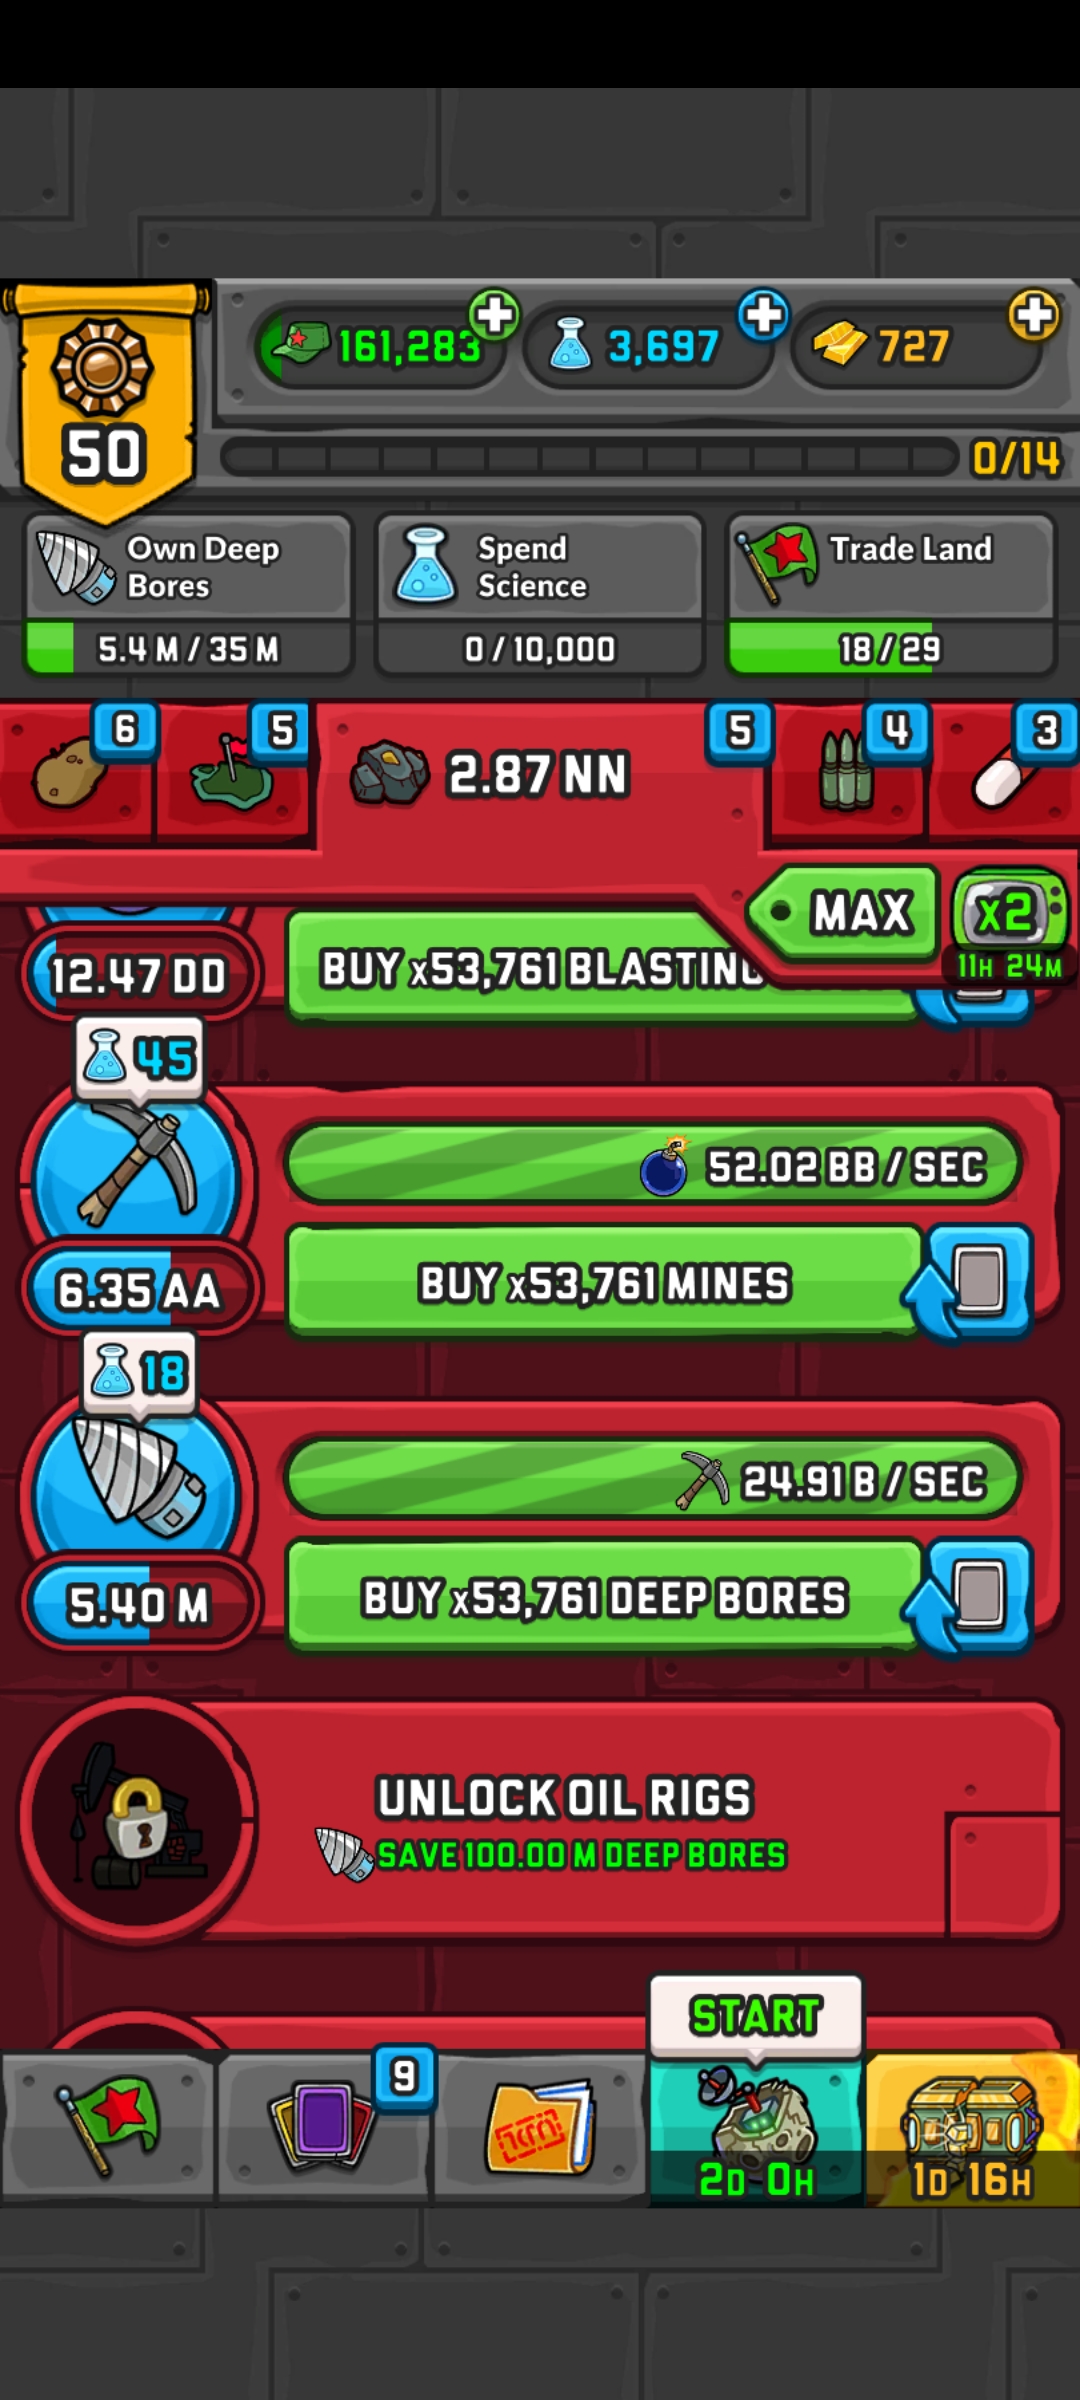 161,283
3,697
727
50
0/14
Own Deep
Bores
5.4 M / 35 M
Spend
Science
0 / 10,000
Trade Land
18 / 29
6
5
2.87 NN
5
4
3
MAX
x2
11H 24M
12.47 DD
BUY x53,761 BLASTING
45
52.02 BB / SEC
6.35 AA
BUY x53,761 MINES
18
24.91 B / SEC
5.40 M
BUY x53,761 DEEP BORES
UNLOCK OIL RIGS
SAVE 100.00 M DEEP BORES
START
9
2D 0H
1D 16H